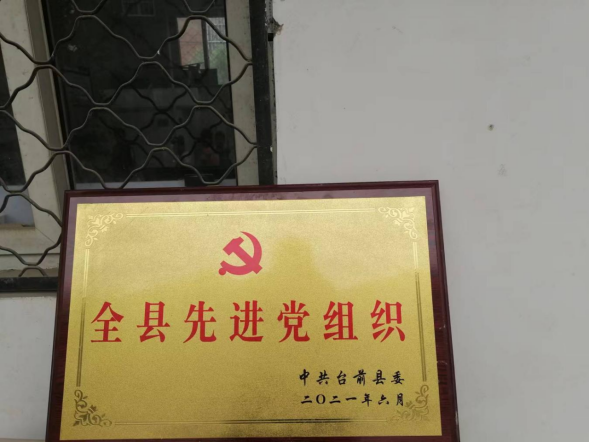 全县先进党组织
中共台前县委
二〇二一年六月